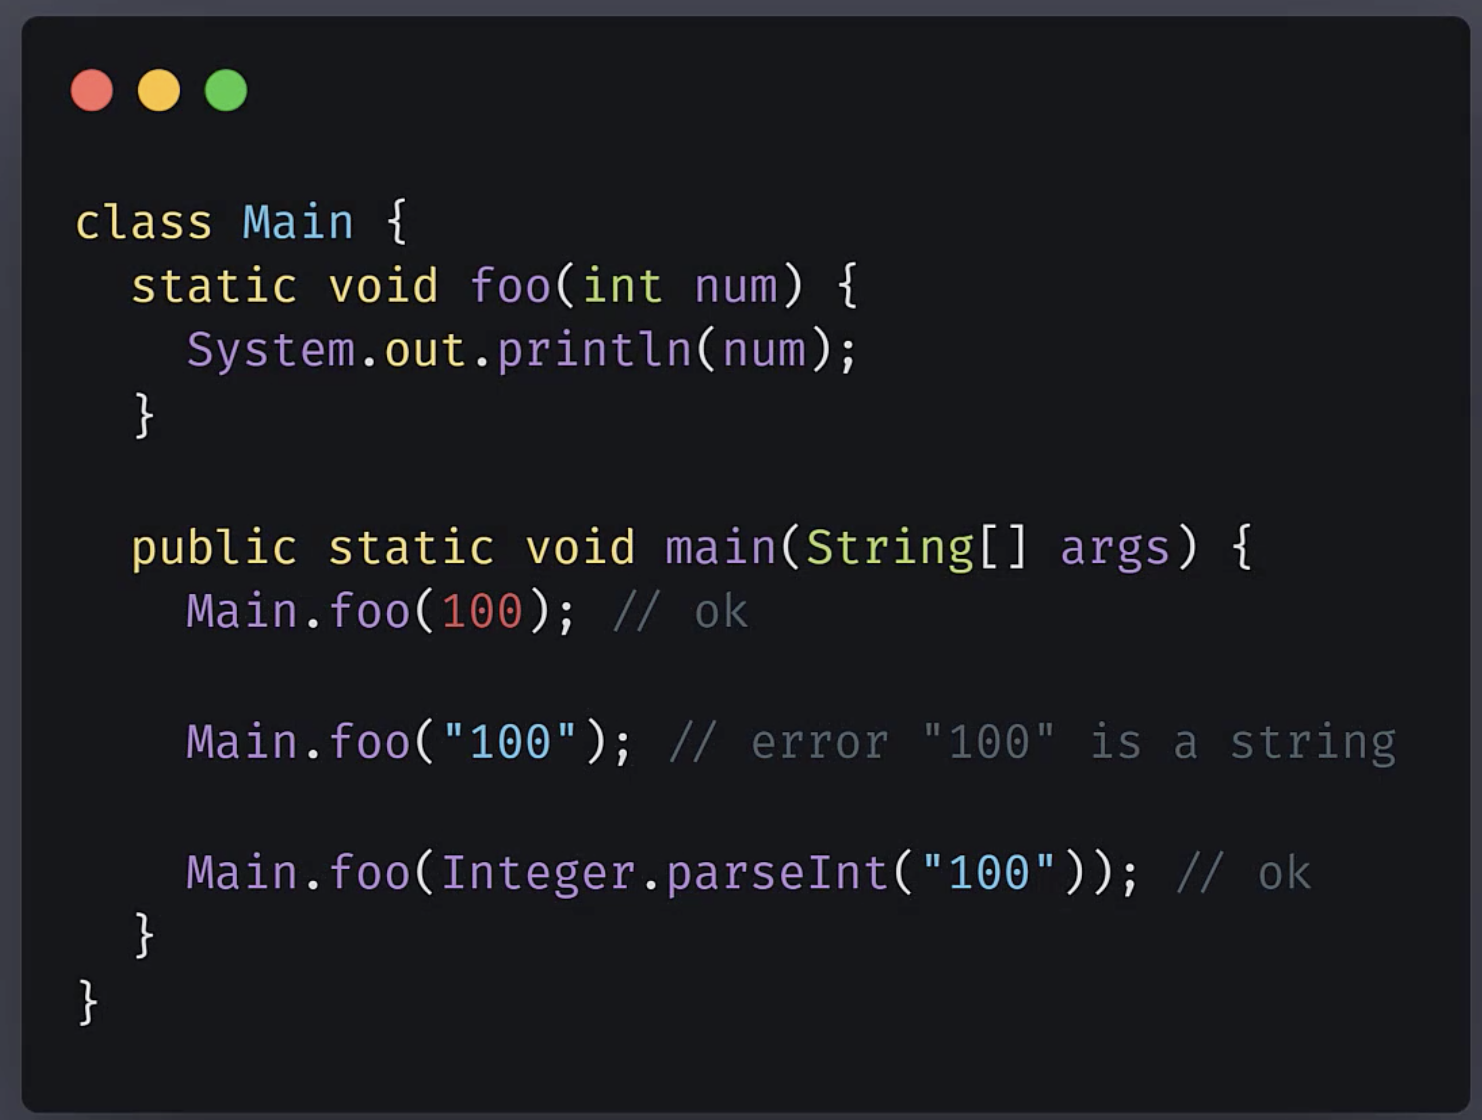 class Main {
  static void foo(int num) {
    System.out.println(num);
  }

  public static void main(String[] args) {
    Main.foo(100); // ok

    Main.foo("100"); // error "100" is a string

    Main.foo(Integer.parseInt("100")); // ok
  }
}